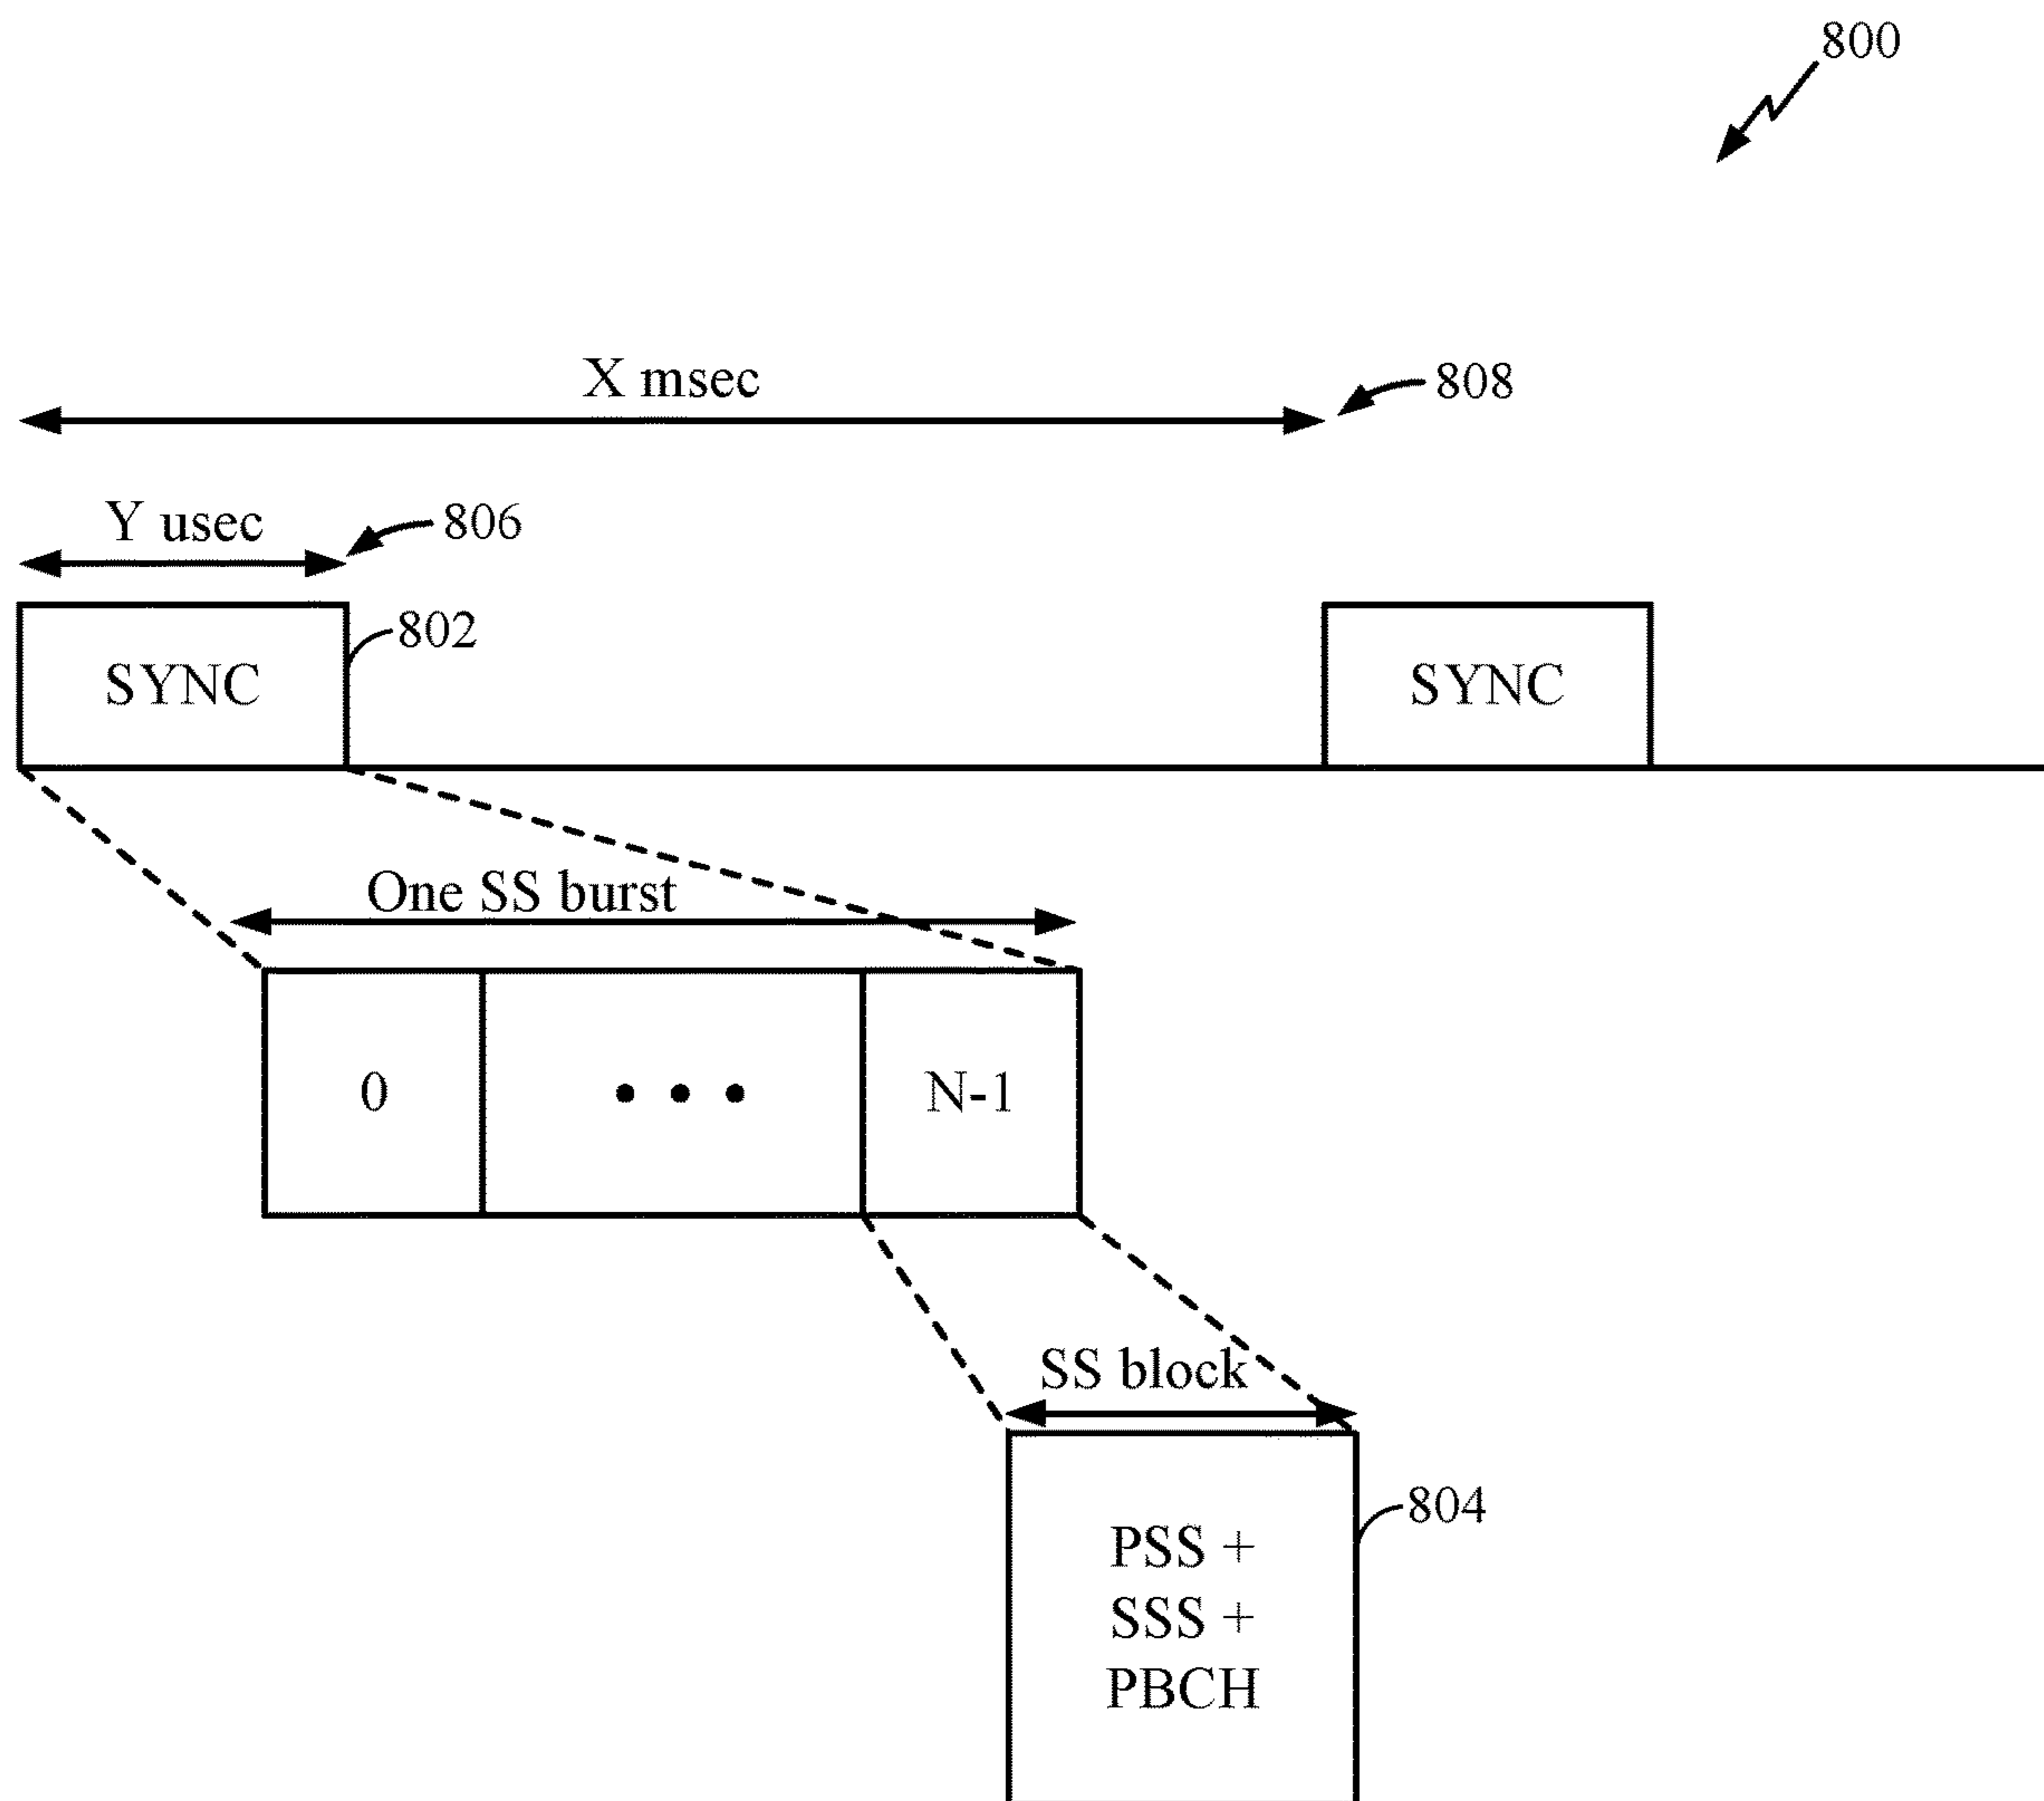 800
X msec
808
Y usec
806
802
SYNC
SYNC
One SS burst
0
N-1
SS block
804
PSS +
SSS +
PBCH